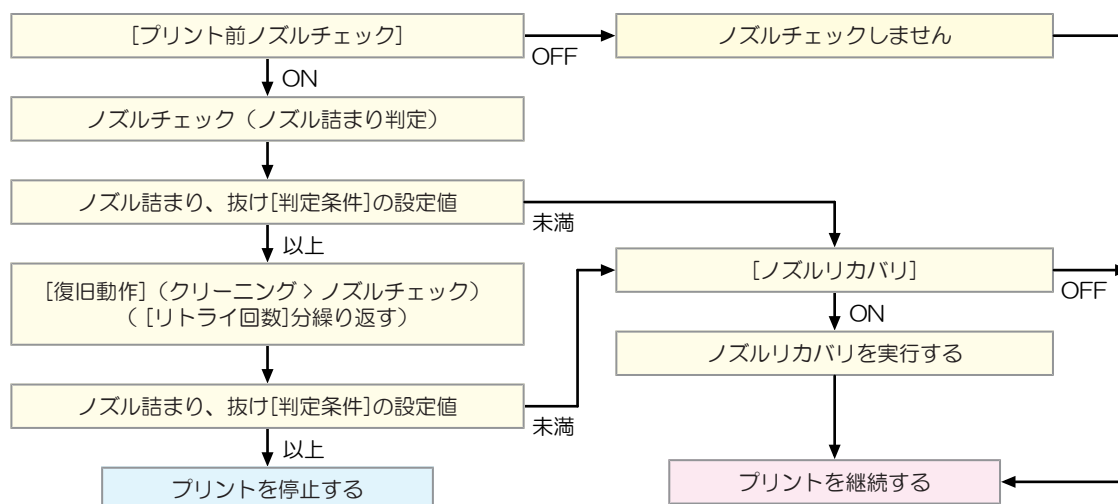 [プリント前ノズルチェック]
OFF
ノズルチェックしません
ON
ノズルチェック（ノズル詰まり判定）
ノズル詰まり、抜け[判定条件]の設定値
未満
以上
[ノズルリカバリ]
OFF
[復旧動作]（クリーニング > ノズルチェック）
（ [リトライ回数]分繰り返す）
ON
ノズルリカバリを実行する
ノズル詰まり、抜け[判定条件]の設定値
未満
以上
プリントを停止する
プリントを継続する